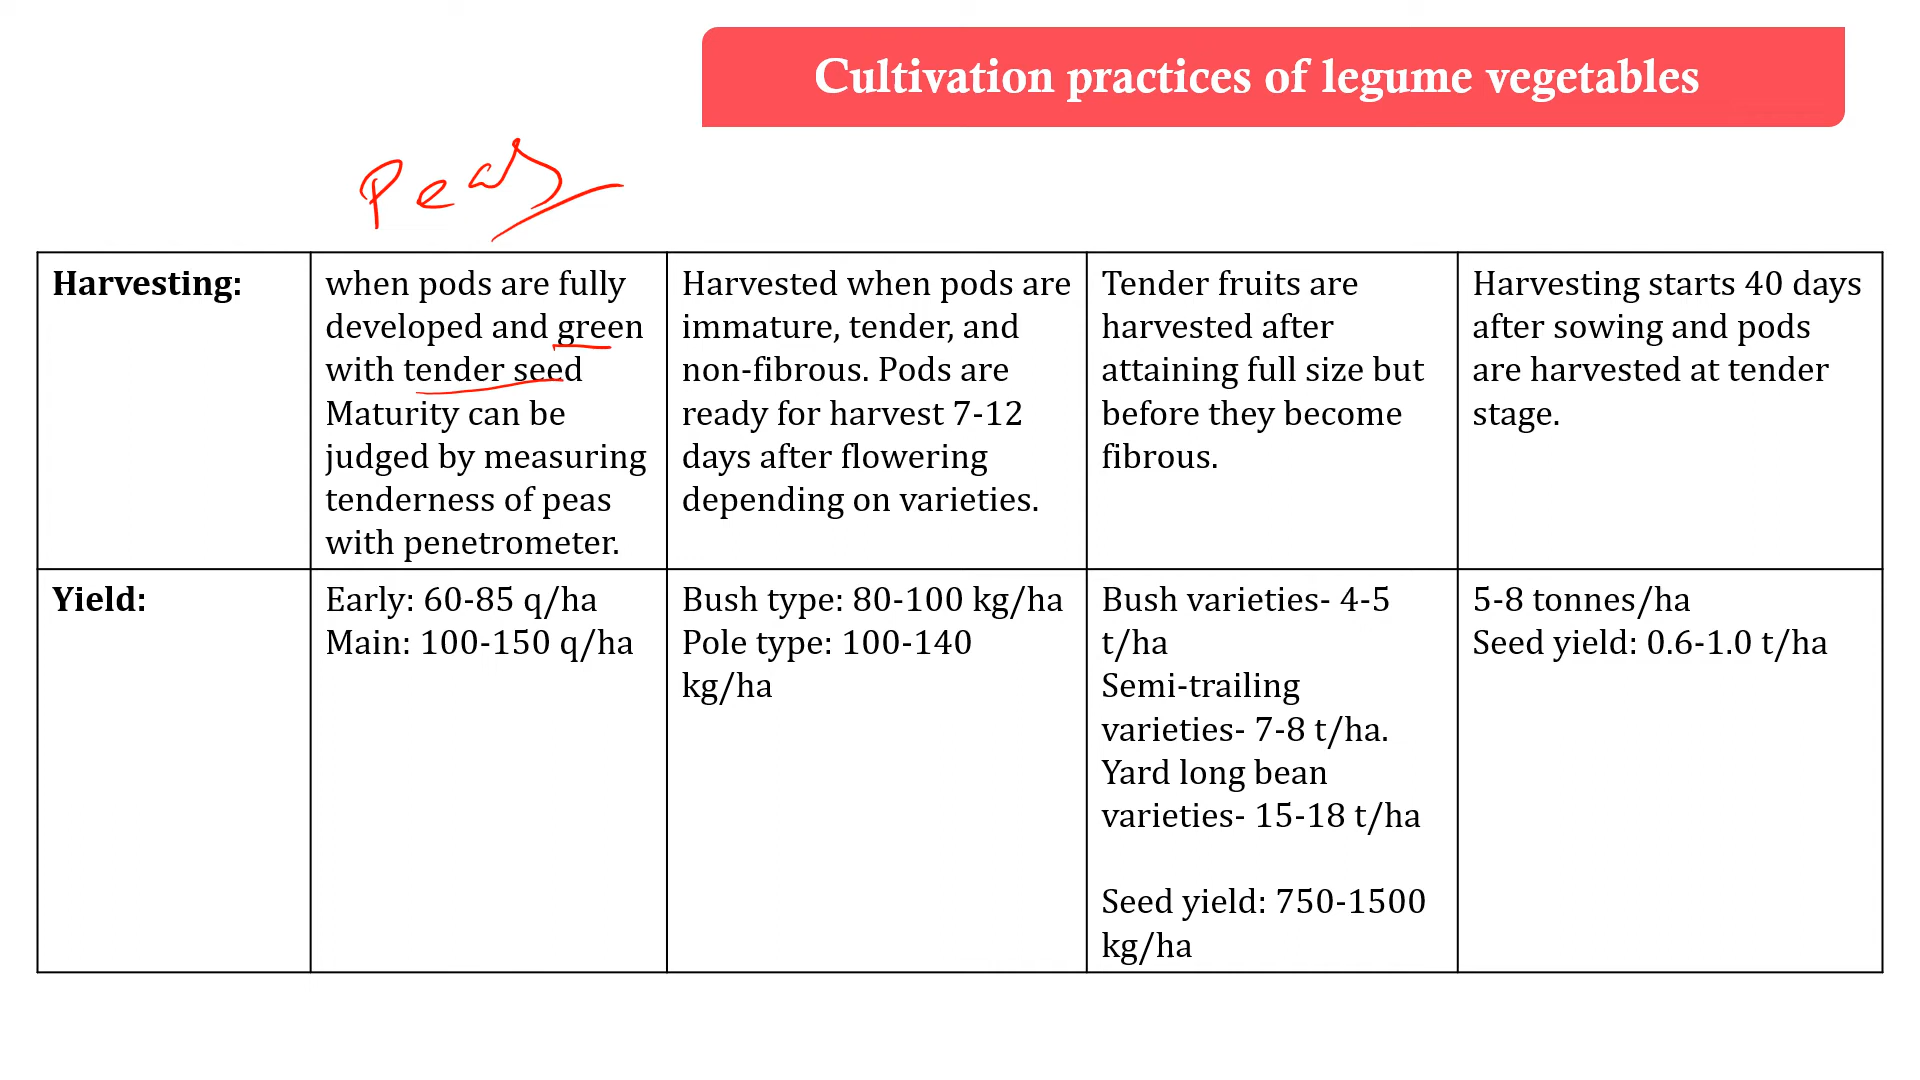 Cultivation practices of legume vegetables
Peas
Harvesting:
when pods are fully
developed and green
with tender seed
Maturity can be
judged by measuring
tenderness of peas
with penetrometer.
Harvested when pods are
immature, tender, and
non-fibrous. Pods are
ready for harvest 7-12
days after flowering
depending on varieties.
Tender fruits are
harvested after
attaining full size but
before they become
fibrous.
Harvesting starts 40 days
after sowing and pods
are harvested at tender
stage.
Yield:
Early: 60-85 q/ha
Main: 100-150 q/ha
Bush type: 80-100 kg/ha
Pole type: 100-140
kg/ha
Bush varieties- 4-5
t/ha
Semi-trailing
varieties- 7-8 t/ha.
Yard long bean
varieties- 15-18 t/ha
Seed yield: 750-1500
kg/ha
5-8 tonnes/ha
Seed yield: 0.6-1.0 t/ha